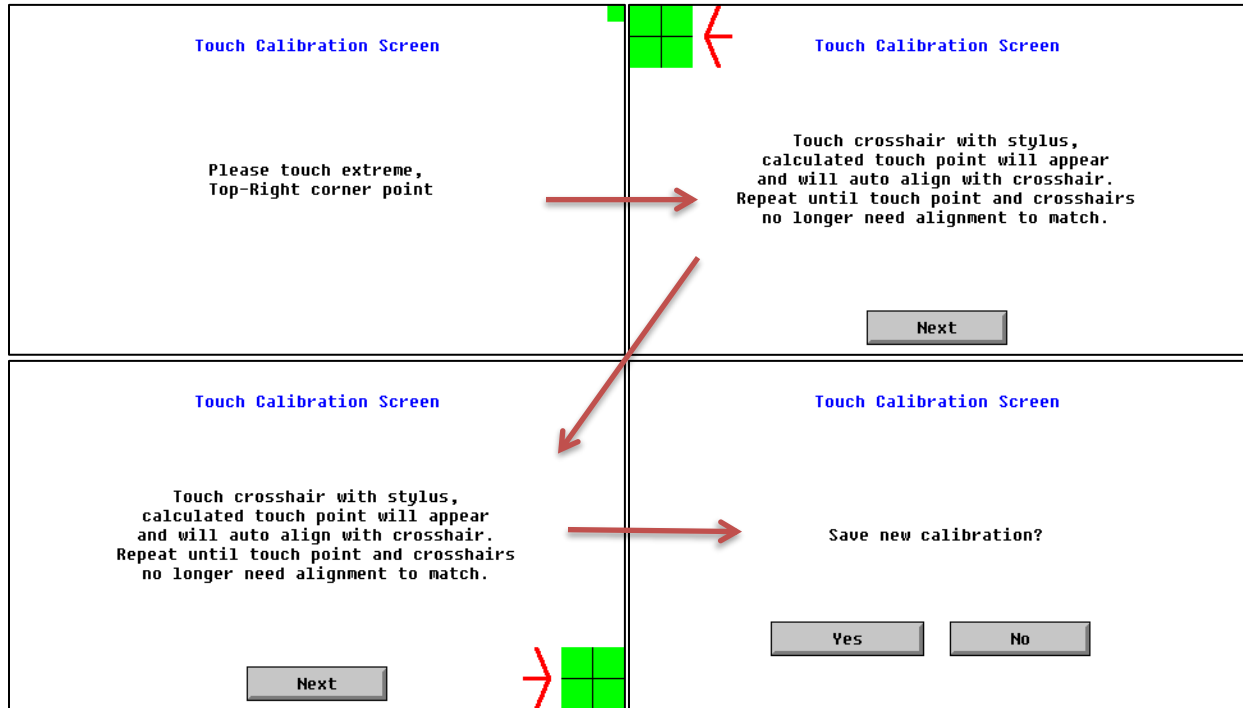 Touch Calibration Screen
Please touch extreme,
Top-Right corner point
Touch Calibration Screen
Touch crosshair with stylus,
calculated touch point will appear
and will auto align with crosshair.
Repeat until touch point and crosshairs
no longer need alignment to match.
Next
Touch Calibration Screen
Touch crosshair with stylus,
calculated touch point will appear
and will auto align with crosshair.
Repeat until touch point and crosshairs
no longer need alignment to match.
Next
Touch Calibration Screen
Save new calibration?
Yes No